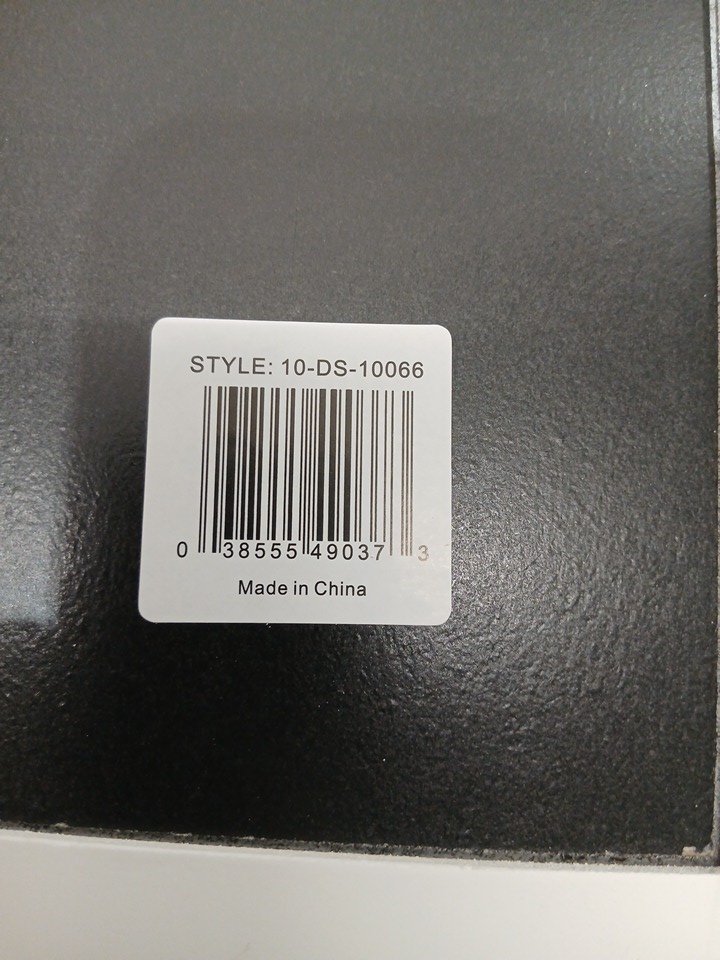 STYLE: 10-DS-10066
0 38555 49037 3
Made in China